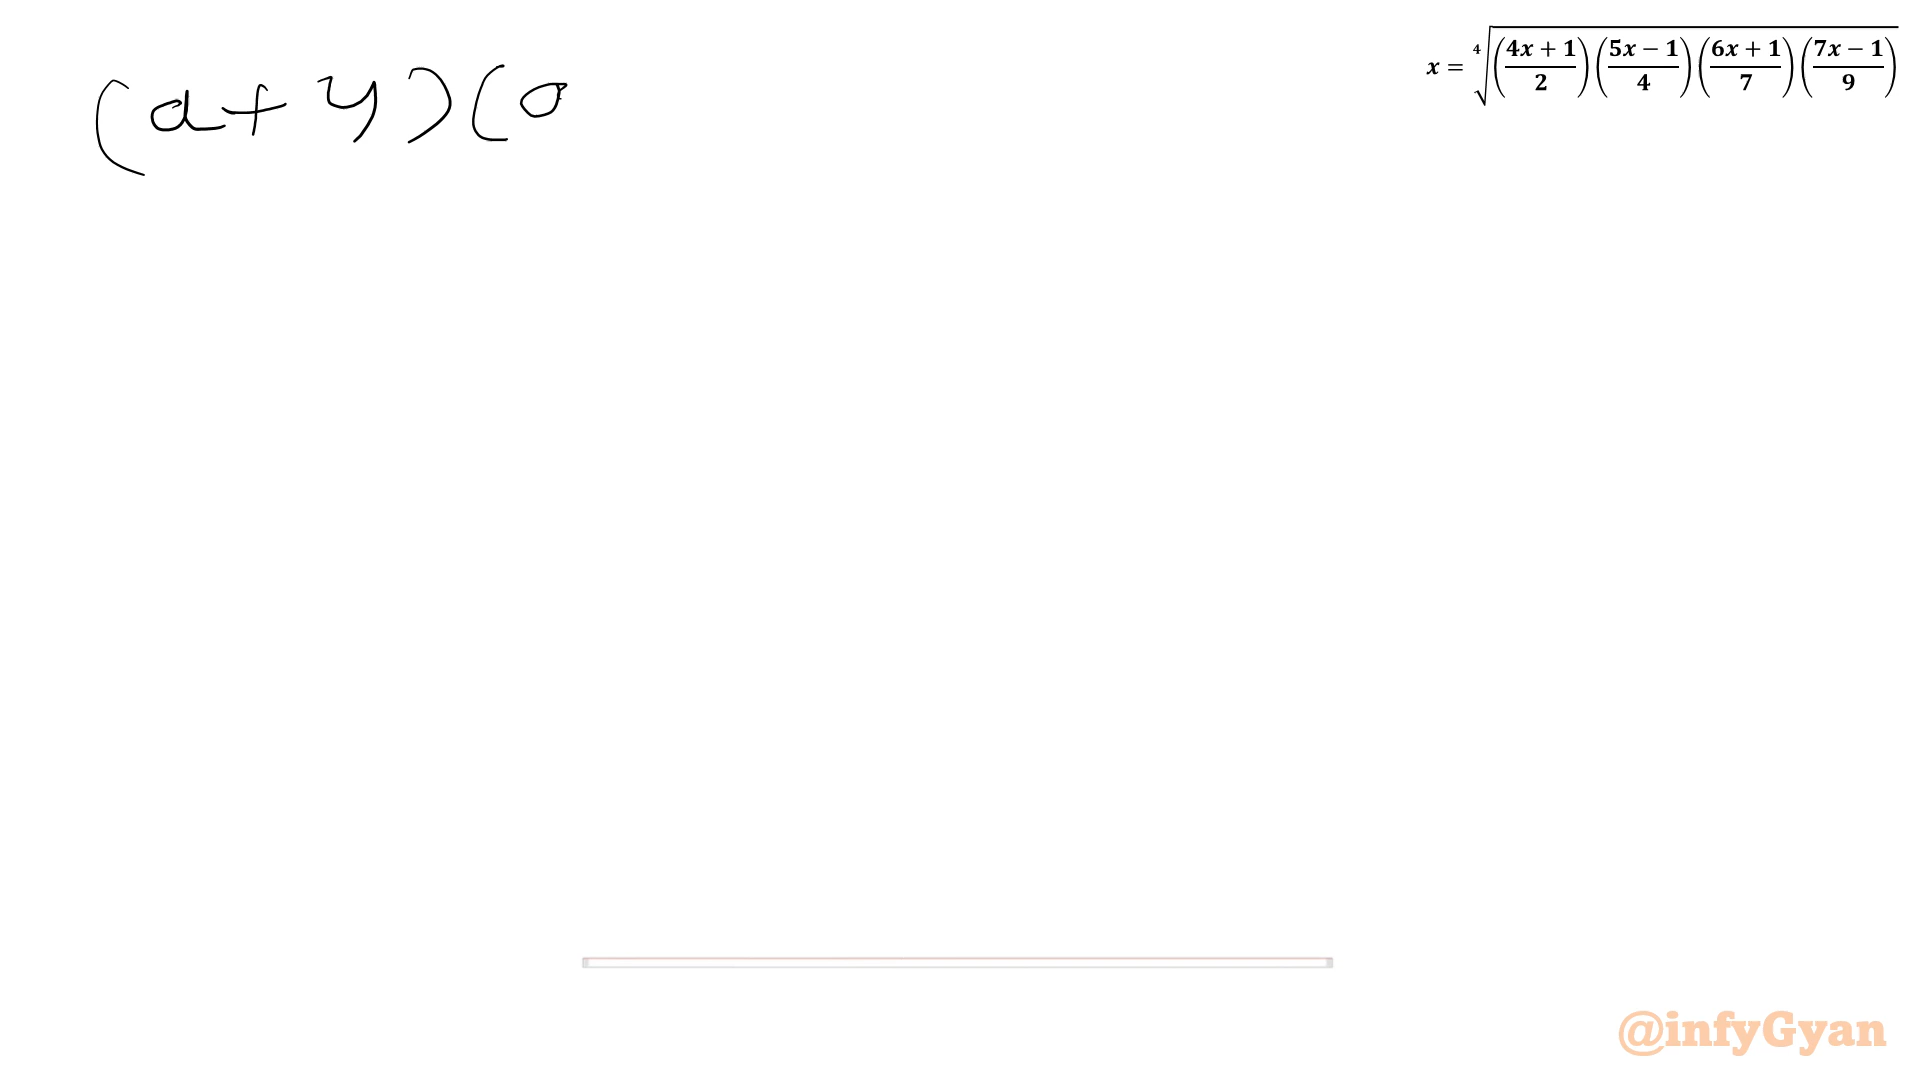 x = ⁴√((4x + 1)/2)((5x − 1)/4)((6x + 1)/7)((7x − 1)/9)
(a+4)(a
@infyGyan